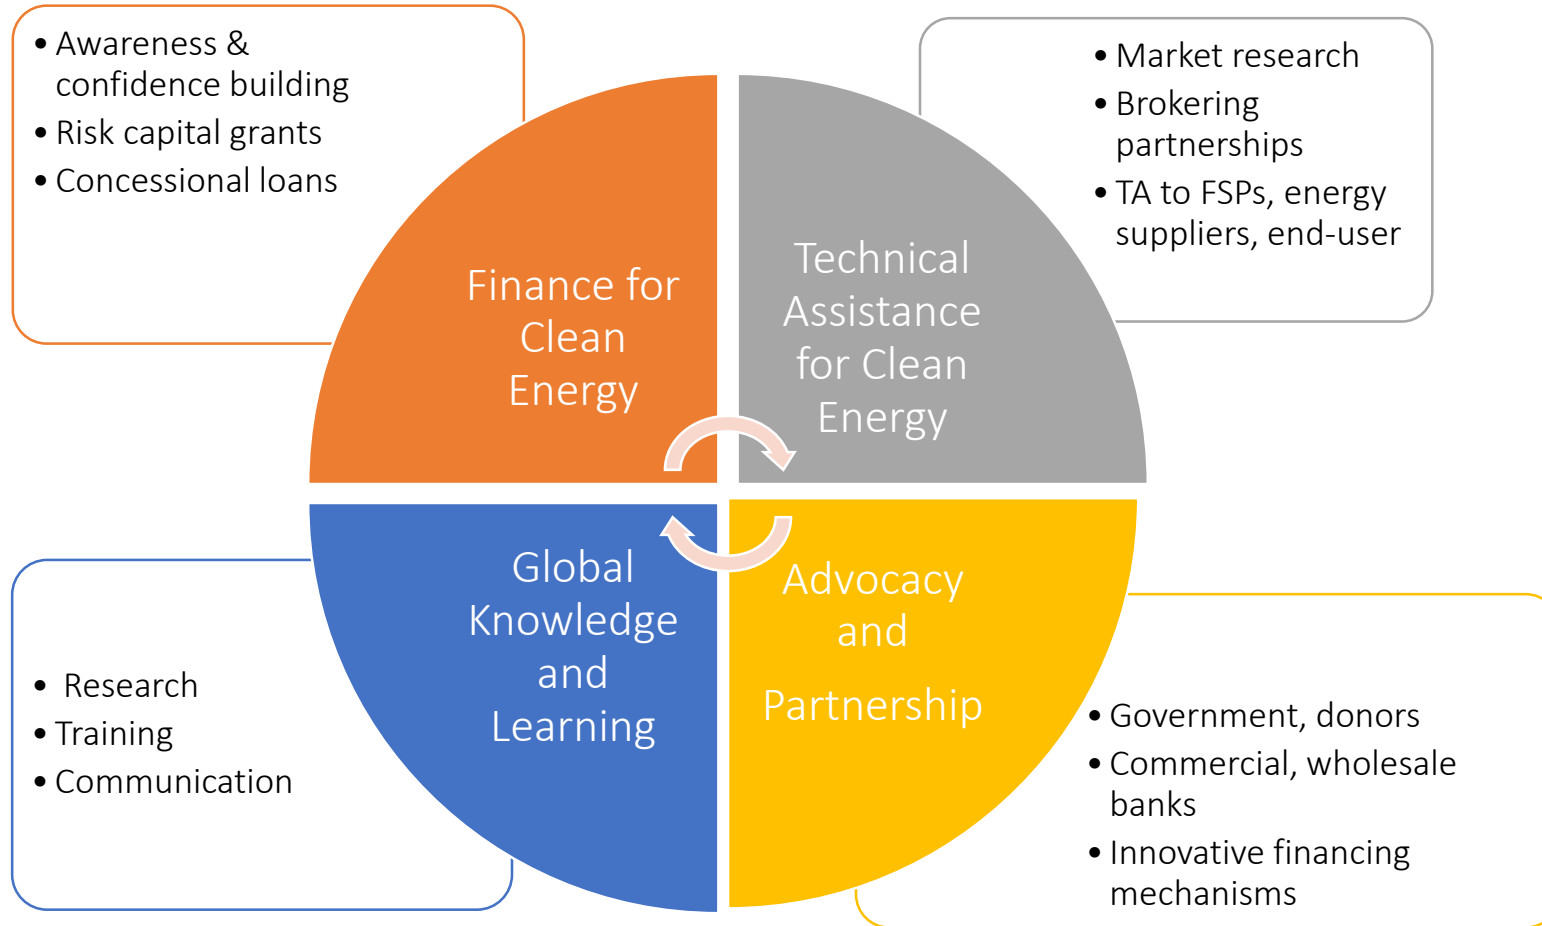 • Awareness &
confidence building
• Risk capital grants
• Concessional loans
• Market research
• Brokering
partnerships
• TA to FSPs, energy
suppliers, end-user
Finance for
Clean
Energy
Technical
Assistance
for Clean
Energy
Global
Knowledge
and
Learning
Advocacy
and
Partnership
• Research
• Training
• Communication
• Government, donors
• Commercial, wholesale
banks
• Innovative financing
mechanisms